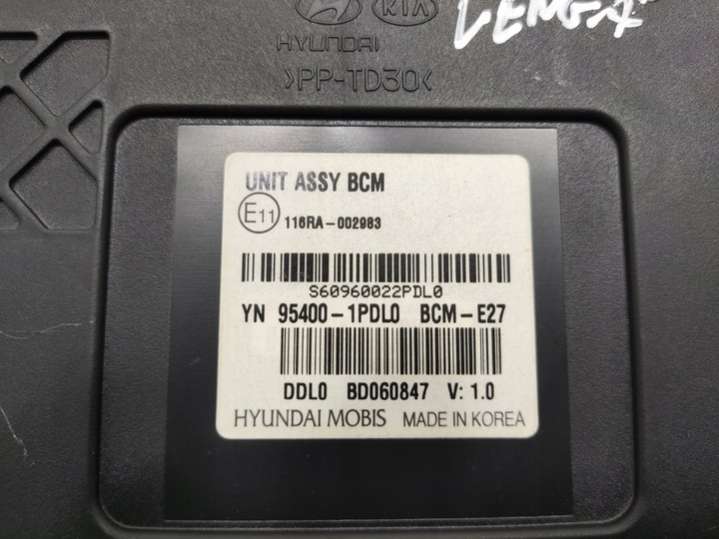 KIA
HYUNDAI
>PP-TD30<
UNIT ASSY BCM
E11 116RA-002983
S60960022PDL0
YN 95400-1PDL0 BCM-E27
DDL0 BD060847 V: 1.0
HYUNDAI MOBIS MADE IN KOREA